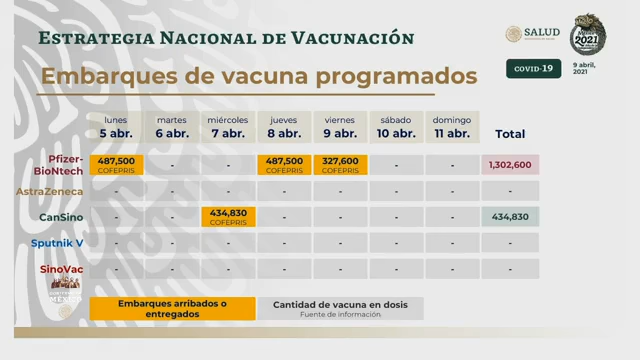 ESTRATEGIA NACIONAL DE VACUNACIÓN
SALUD
2021
Embarques de vacuna programados
COVID-19
9 abril, 2021
lunes martes miércoles jueves viernes sábado domingo
5 abr. 6 abr. 7 abr. 8 abr. 9 abr. 10 abr. 11 abr. Total
Pfizer-BioNtech 487,500 COFEPRIS - - 487,500 COFEPRIS 327,600 COFEPRIS - - 1,302,600
AstraZeneca - - - - - - - -
CanSino - - 434,830 COFEPRIS - - - - 434,830
Sputnik V - - - - - - - -
SinoVac - - - - - - - -
Embarques arribados o entregados
Cantidad de vacuna en dosis
Fuente de información.